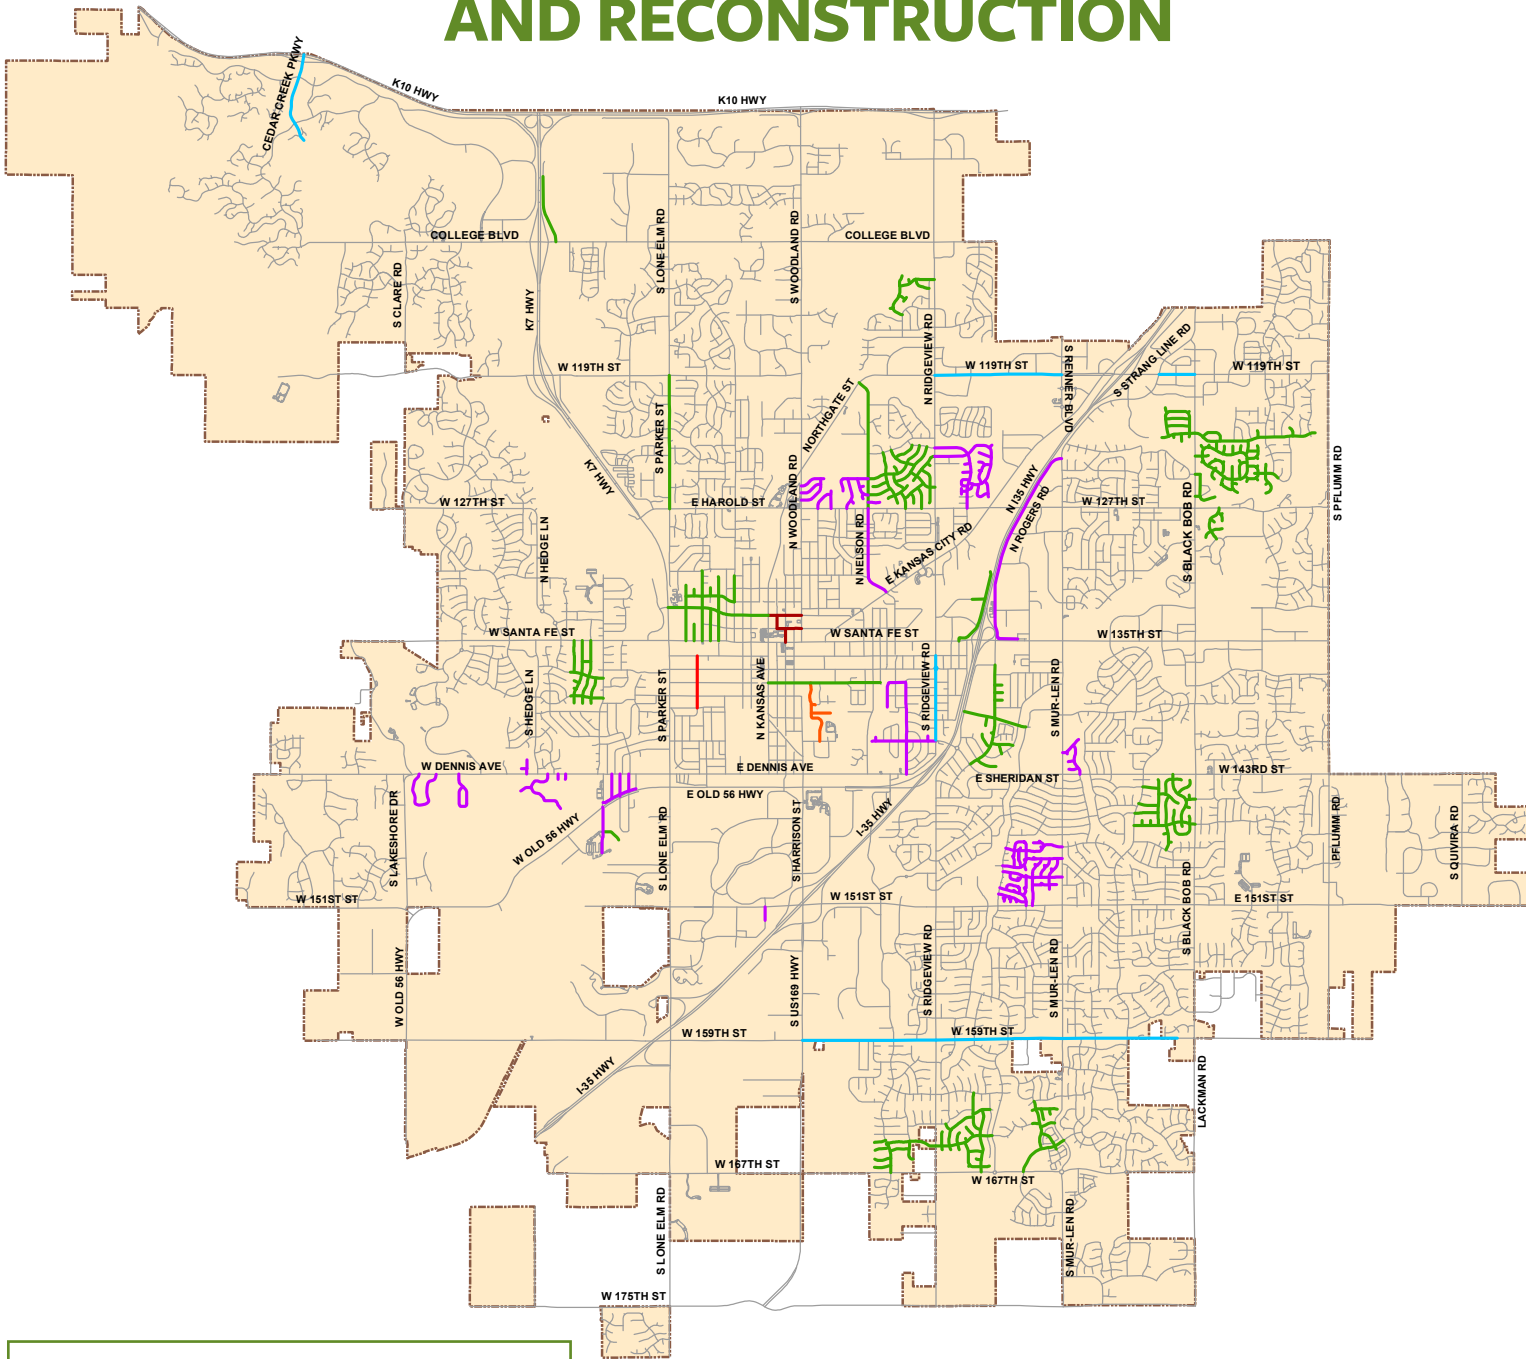 AND RECONSTRUCTION
CEDARCREEK PKWY
K10 HWY
K10 HWY
COLLEGE BLVD
COLLEGE BLVD
S LONE ELM RD
S WOODLAND RD
S CLARE RD
K7 HWY
N RIDGEVIEW RD
S RENNER BLVD
S STRANG LINE RD
W 119TH ST
W 119TH ST
W 119TH ST
S PARKER ST
NORTHGATE ST
K7 HWY
N WOODLAND RD
N I35 HWY
S PFLUMM RD
W 127TH ST
E HAROLD ST
W 127TH ST
N HEDGE LN
N NELSON RD
E KANSAS CITY RD
N ROGERS RD
S BLACK BOB RD
W SANTA FE ST
W SANTA FE ST
W 135TH ST
S HEDGE LN
S PARKER ST
N KANSAS AVE
S RIDGEVIEW RD
S MUR-LEN RD
W DENNIS AVE
E DENNIS AVE
E SHERIDAN ST
W 143RD ST
E OLD 56 HWY
S LAKESHORE DR
W OLD 56 HWY
S LONE ELM RD
S HARRISON ST
I-35 HWY
PFLUMM RD
S QUIVIRA RD
W 151ST ST
W 151ST ST
E 151ST ST
S BLACK BOB RD
W OLD 56 HWY
S US169 HWY
S RIDGEVIEW RD
S MUR-LEN RD
W 159TH ST
W 159TH ST
I-35 HWY
LACKMAN RD
W 167TH ST
W 167TH ST
S LONE ELM RD
S MUR-LEN RD
W 175TH ST